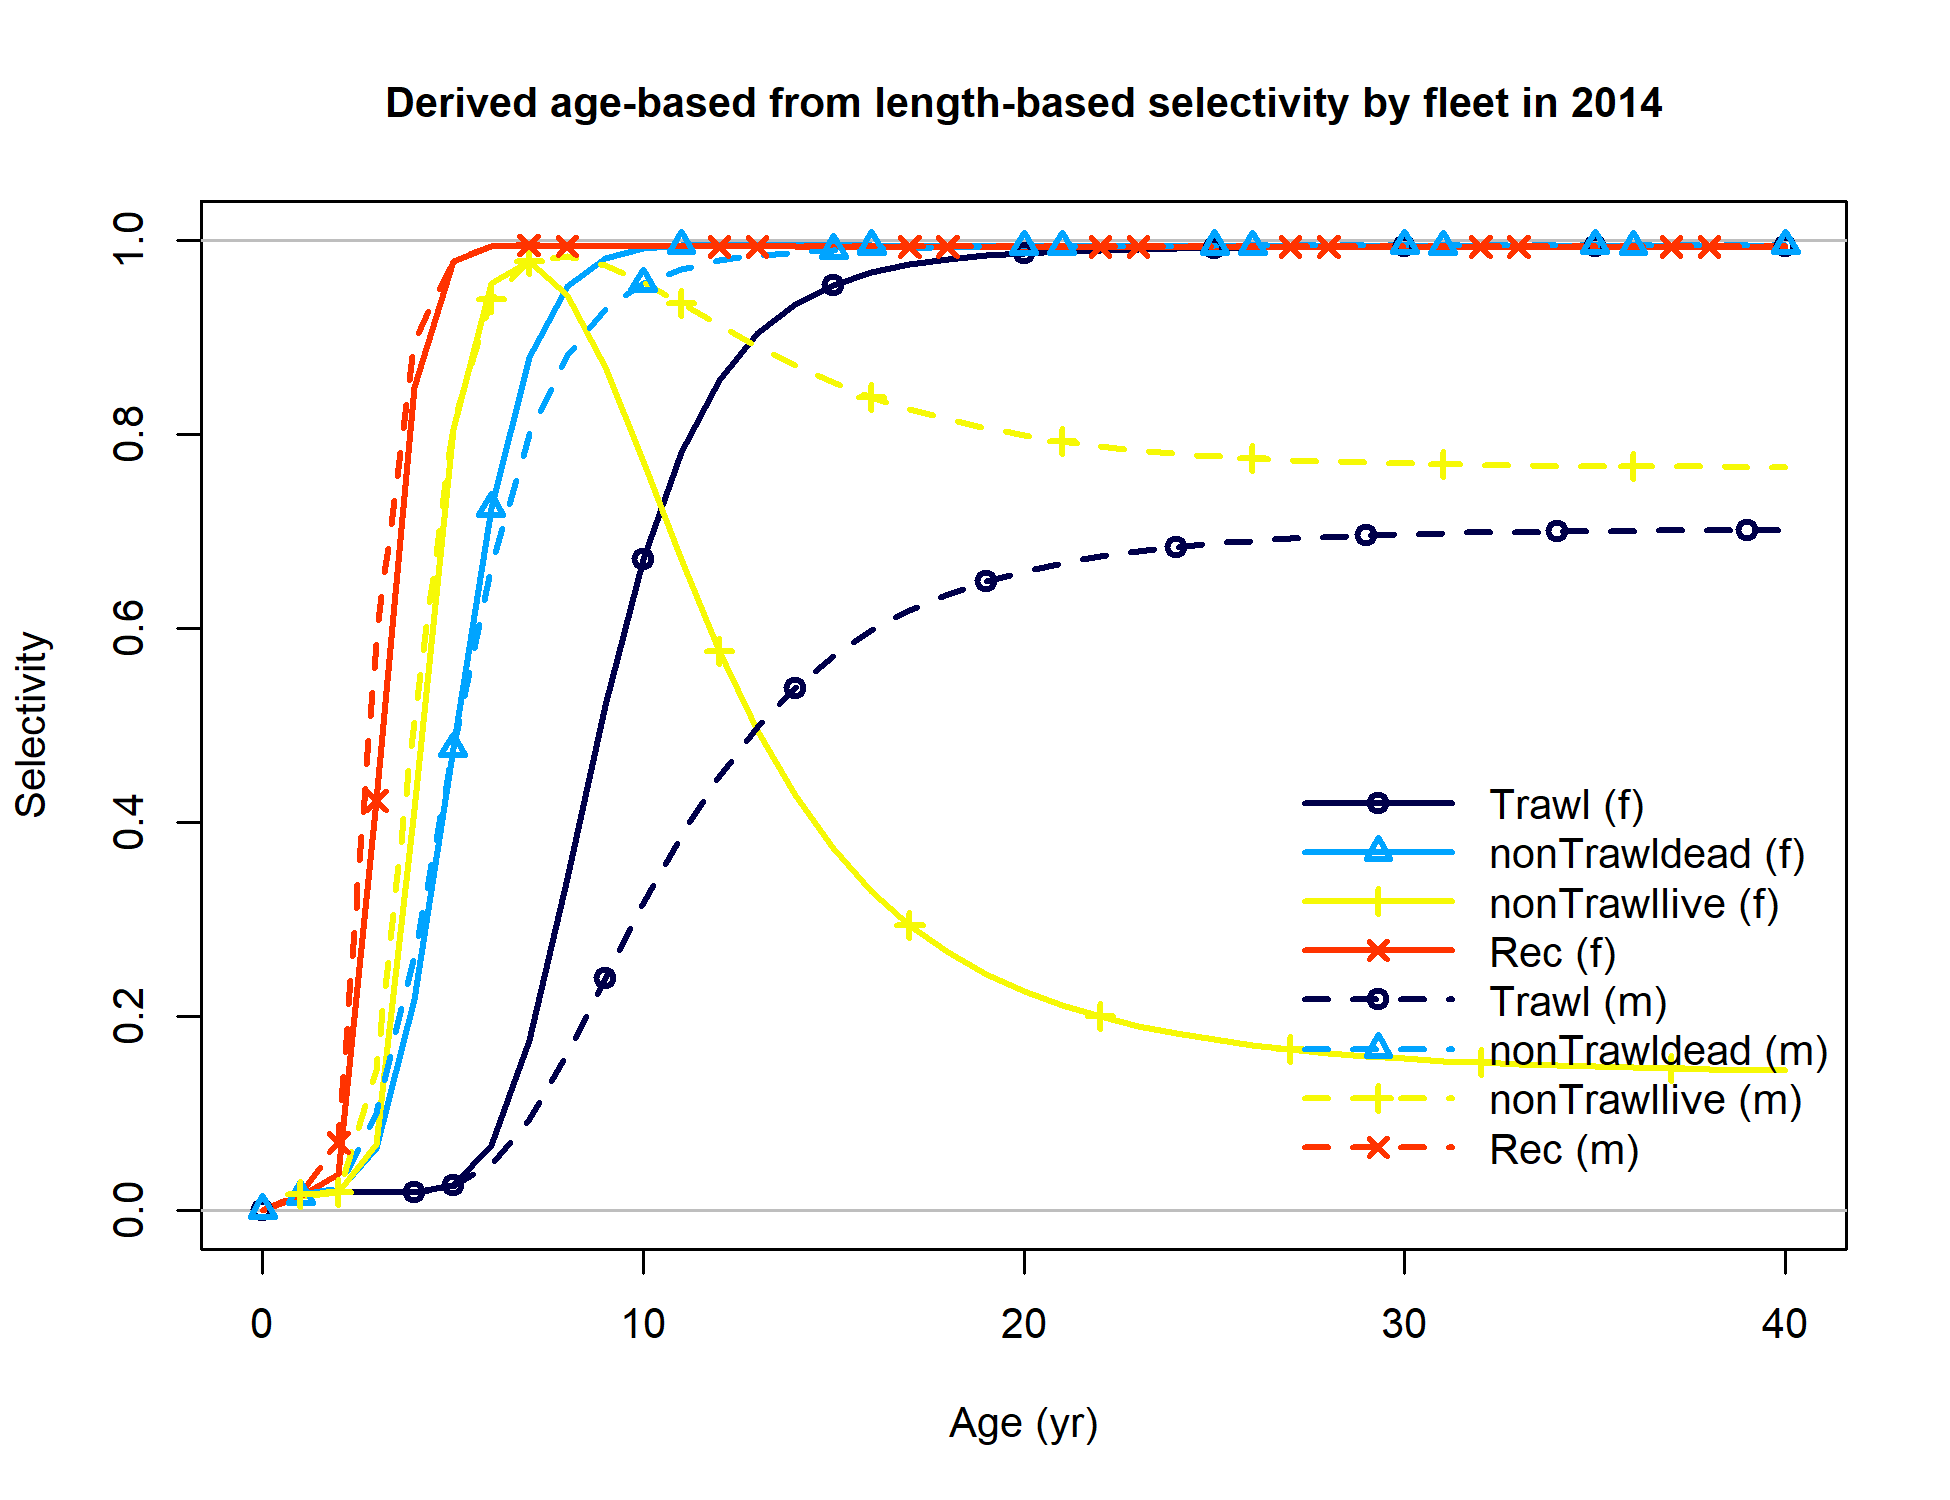 Derived age-based from length-based selectivity by fleet in 2014
Selectivity
1.0
0.8
0.6
0.4
0.2
0.0
Trawl (f)
nonTrawldead (f)
nonTrawllive (f)
Rec (f)
Trawl (m)
nonTrawldead (m)
nonTrawllive (m)
Rec (m)
0 10 20 30 40
Age (yr)